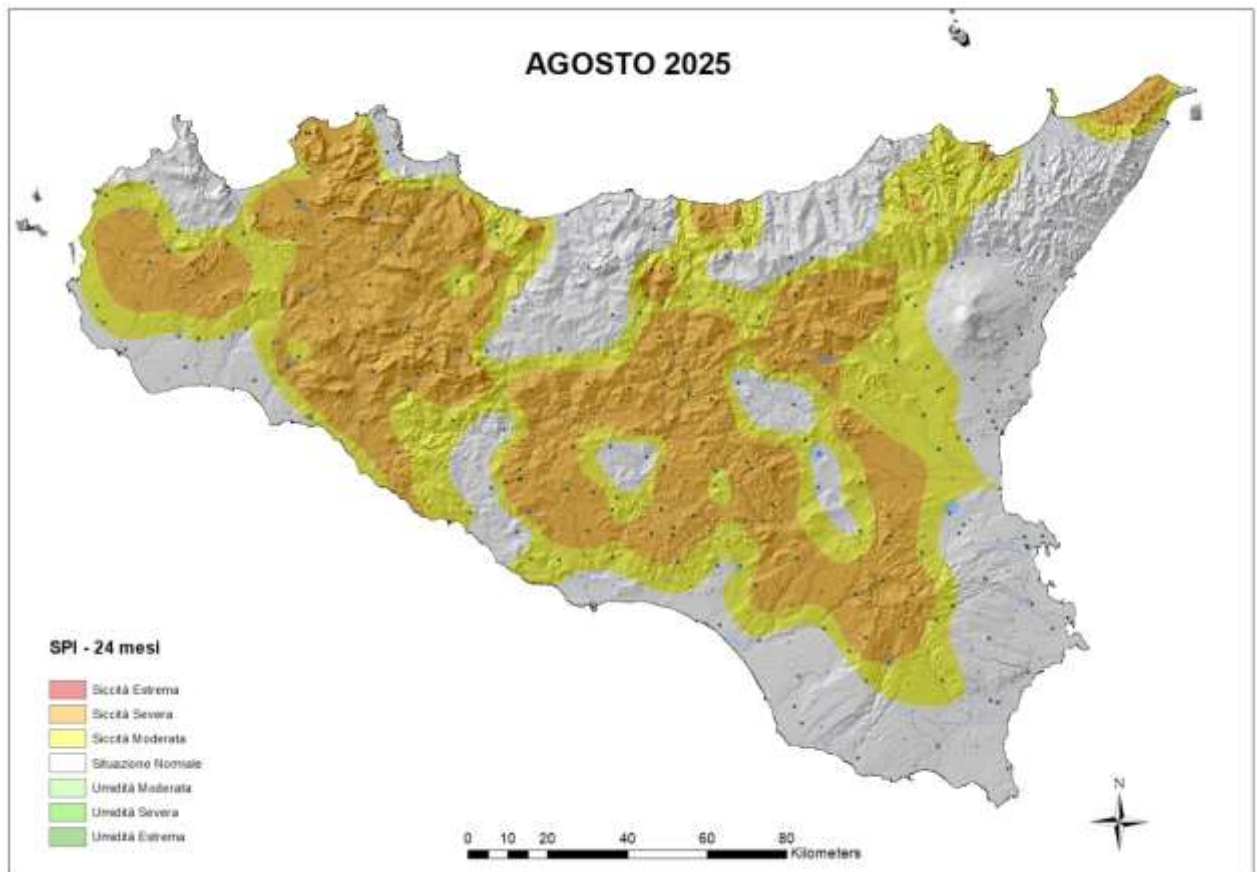 AGOSTO 2025
SPI - 24 mesi
Siccità Estrema
Siccità Severa
Siccità Moderata
Situazione Normale
Umidità Moderata
Umidità Severa
Umidità Estrema
0 10 20 40 60 80
Kilometers
N